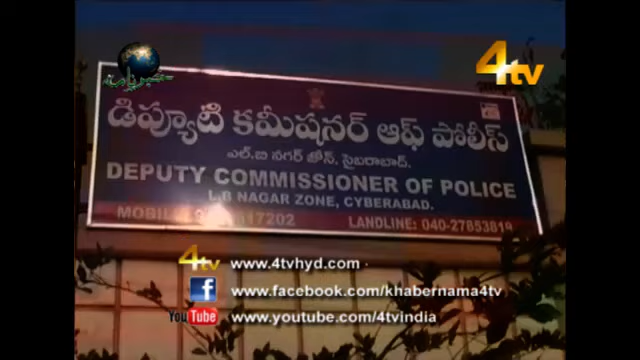 خبرنامہ
4tv
డిప్యూటి కమీషనర్ ఆఫ్ పోలీస్
ఎల్.బి నగర్ జోన్, సైబరాబాద్.
DEPUTY COMMISSIONER OF POLICE
L.B NAGAR ZONE, CYBERABAD.
LANDLINE: 040-27853819
4tv www.4tvhyd.com
f www.facebook.com/khabernama4tv
YouTube www.youtube.com/4tvindia